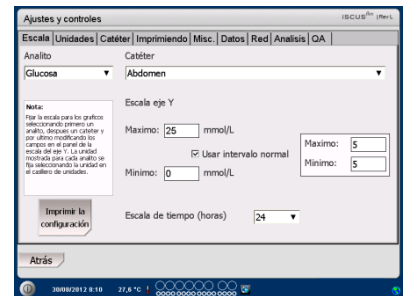 Ajustes y controles
ISCUS
Escala Unidades Catéter Imprimiendo Misc. Datos Red Analisis QA
Analito Catéter
Glucosa Abdomen
Nota:
Fijar la escala para los graficos
seleccionando primero un
analito, despues un cateter y
por ultimo modificando los
campos en el panel de la
escala del eje Y. La unidad
mostrada para cada analito se
fija seleccionando la unidad en
el casillero de unidades.
Escala eje Y
Maximo: 25 mmol/L
Usar intervalo normal
Minimo: 0 mmol/L
Maximo: 5
Minimo: 5
Imprimir la
configuración
Escala de tiempo (horas) 24
Atrás
30/08/2012 8:10 27,6 °C